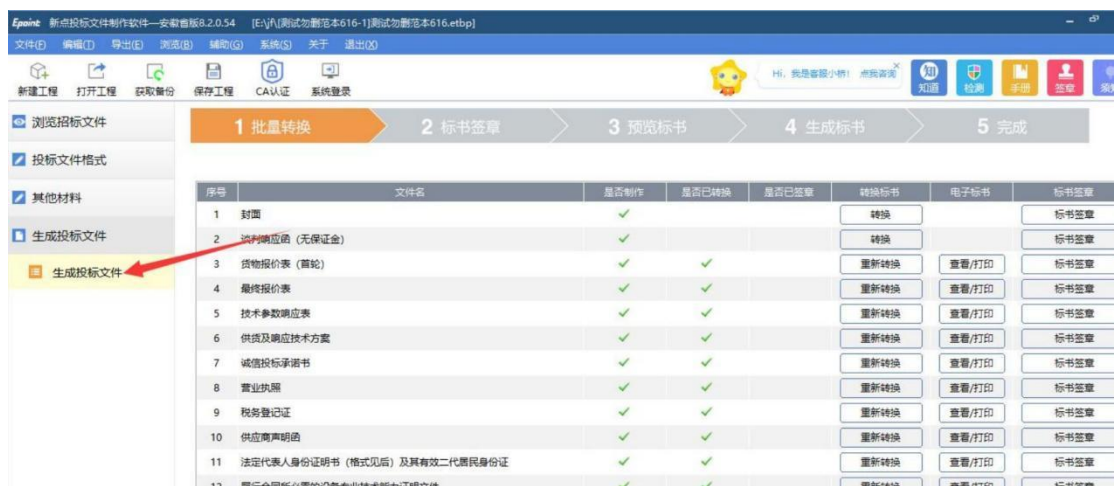 Epoint 新点投标文件制作软件—安徽省版8.2.0.54 [E:\jf\[测试勿删范本616-1]测试勿删范本616.etbp]
文件(F) 编辑(T) 导出(E) 浏览(B) 辅助(G) 系统(S) 关于 退出(X)
新建工程 打开工程 获取备份 保存工程 CA认证 系统登录 Hi，我是客服小桥！点我咨询 知 知道 检测 手册 签章
浏览招标文件
投标文件格式
其他材料
生成投标文件
生成投标文件
1 批量转换 2 标书签章 3 预览标书 4 生成标书 5 完成
序号 文件名 是否制作 是否已转换 是否已签章 转换标书 电子标书 标书签章
1 封面 转换 标书签章
2 谈判响应函（无保证金） 转换 标书签章
3 货物报价表（首轮） 重新转换 查看/打印 标书签章
4 最终报价表 重新转换 查看/打印 标书签章
5 技术参数响应表 重新转换 查看/打印 标书签章
6 供货及响应技术方案 重新转换 查看/打印 标书签章
7 诚信投标承诺书 重新转换 查看/打印 标书签章
8 营业执照 重新转换 查看/打印 标书签章
9 税务登记证 重新转换 查看/打印 标书签章
10 供应商声明函 重新转换 查看/打印 标书签章
11 法定代表人身份证明书（格式见后）及其有效二代居民身份证 重新转换 查看/打印 标书签章